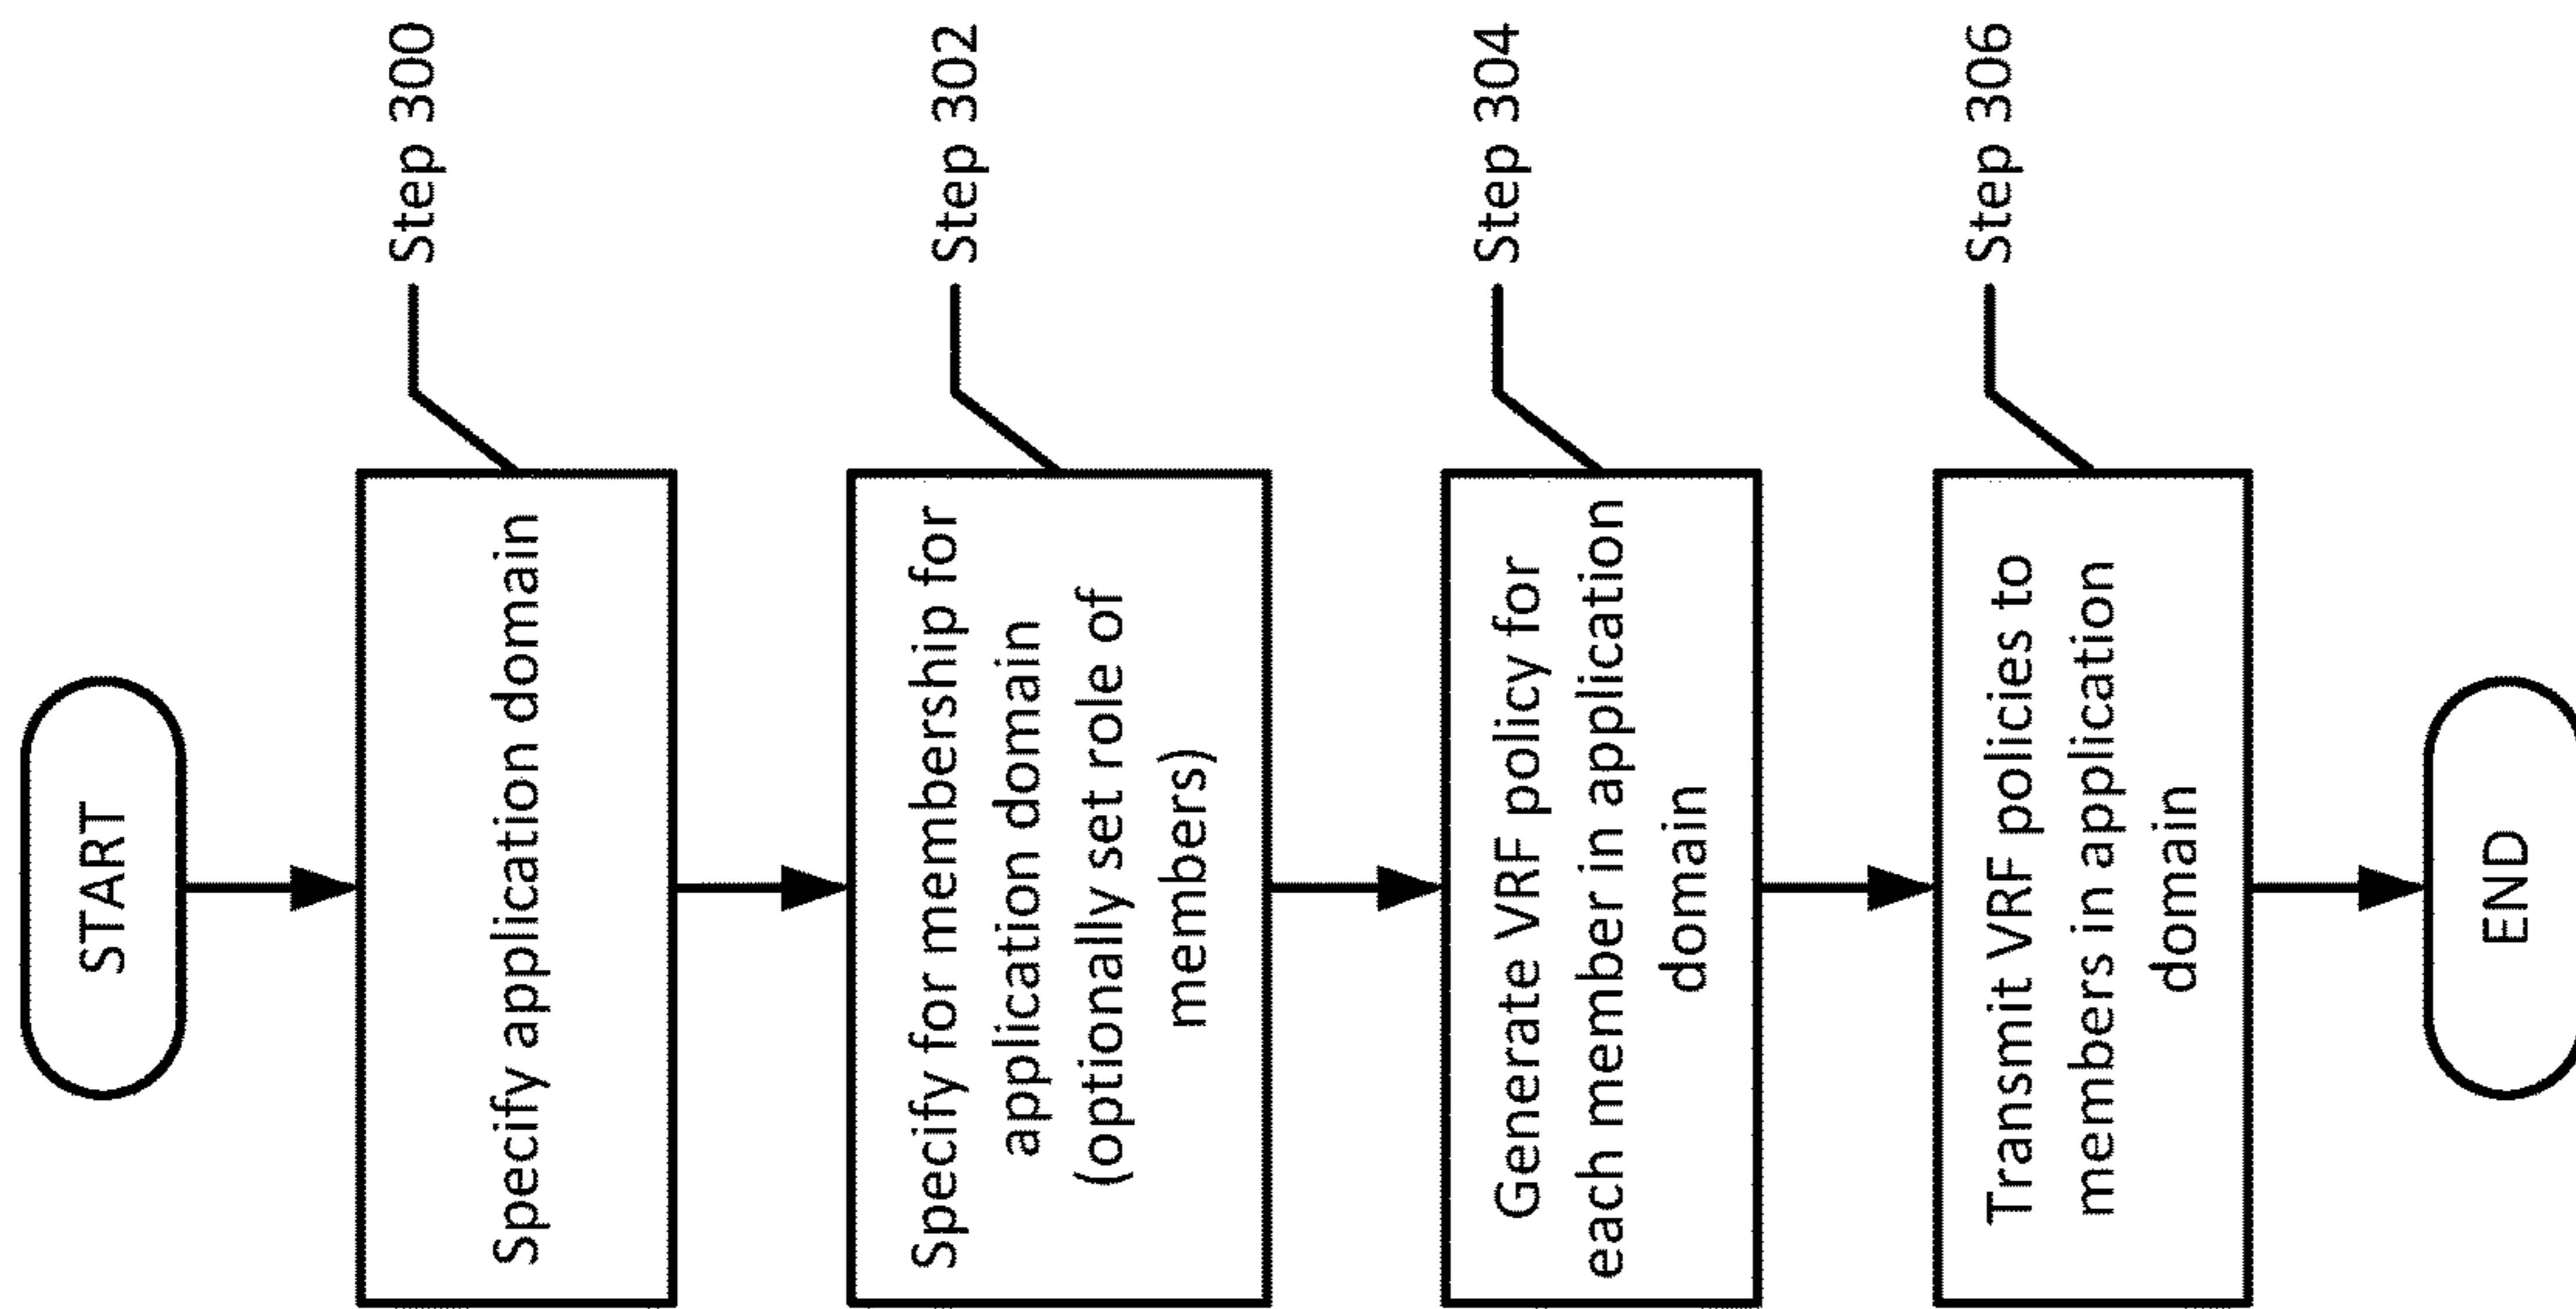 START
Specify application domain
Step 300
Specify for membership for
application domain
(optionally set role of
members)
Step 302
Generate VRF policy for
each member in application
domain
Step 304
Transmit VRF policies to
members in application
domain
Step 306
END